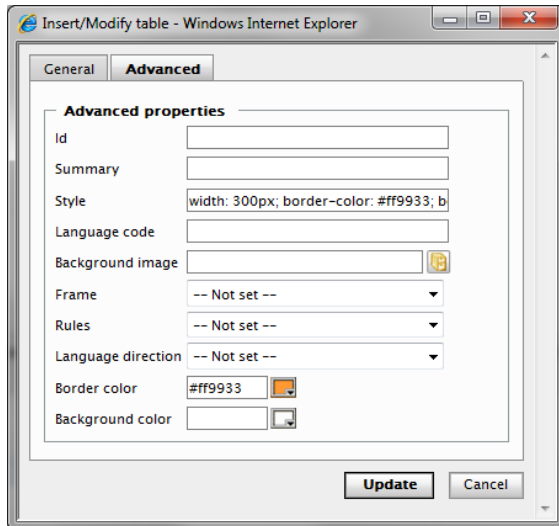 Insert/Modify table - Windows Internet Explorer
General Advanced
Advanced properties
Id
Summary
Style width: 300px; border-color: #ff9933; b
Language code
Background image
Frame -- Not set --
Rules -- Not set --
Language direction -- Not set --
Border color #ff9933
Background color
Update Cancel